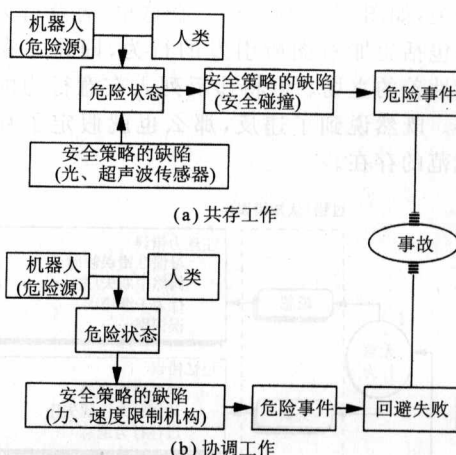 机器人
(危险源)
人类
危险状态
安全策略的缺陷
(安全碰撞)
危险事件
安全策略的缺陷
(光、超声波传感器)
(a) 共存工作
事故
机器人
(危险源)
人类
危险状态
安全策略的缺陷
(力、速度限制机构)
危险事件
回避失败
(b) 协调工作